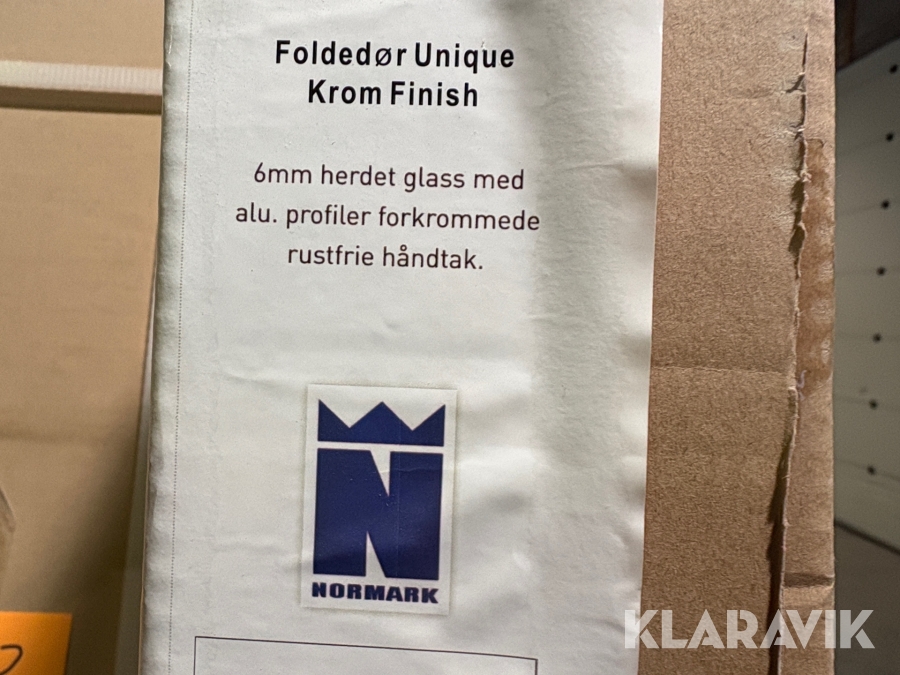 Foldedør Unique
Krom Finish
6mm herdet glass med
alu. profiler forkrommede
rustfrie håndtak.
N
NORMARK
KLARAVIK